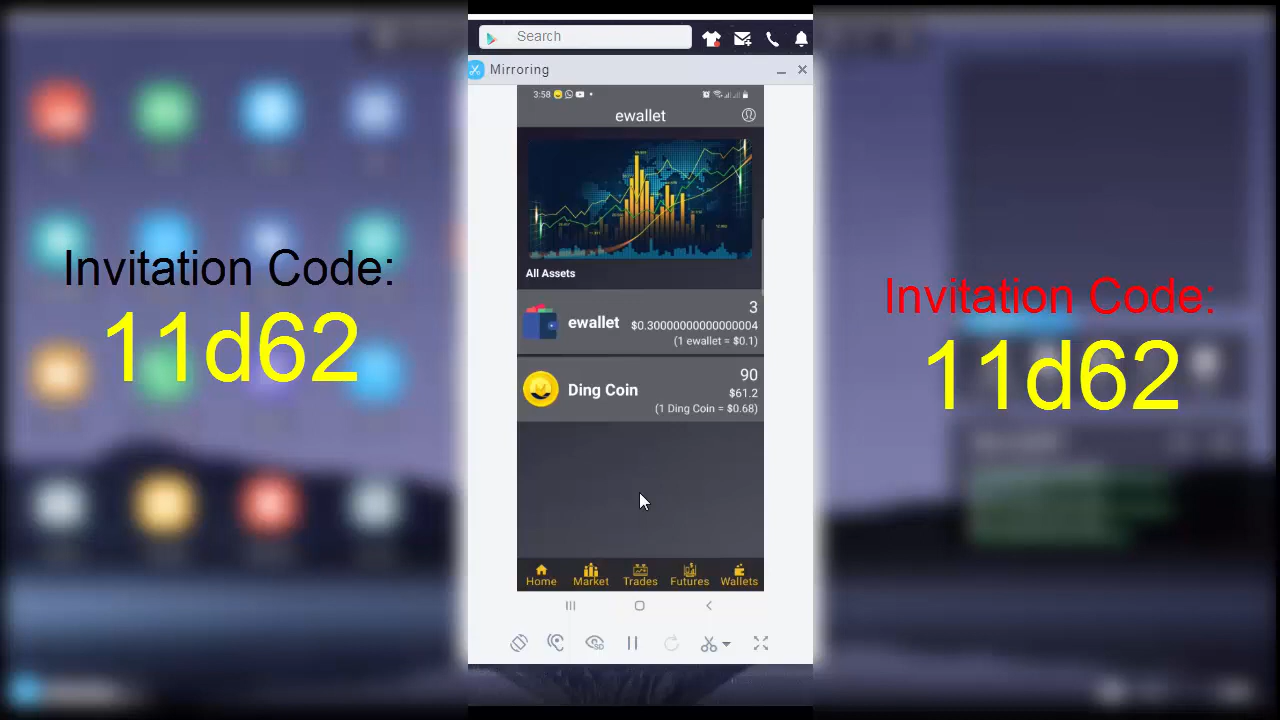 Search
Mirroring
3:58
ewallet
All Assets
ewallet
3
$0.30000000000000004
(1 ewallet = $0.1)
Ding Coin
90
$61.2
(1 Ding Coin = $0.68)
Home Market Trades Futures Wallets
Invitation Code:
11d62
Invitation Code:
11d62